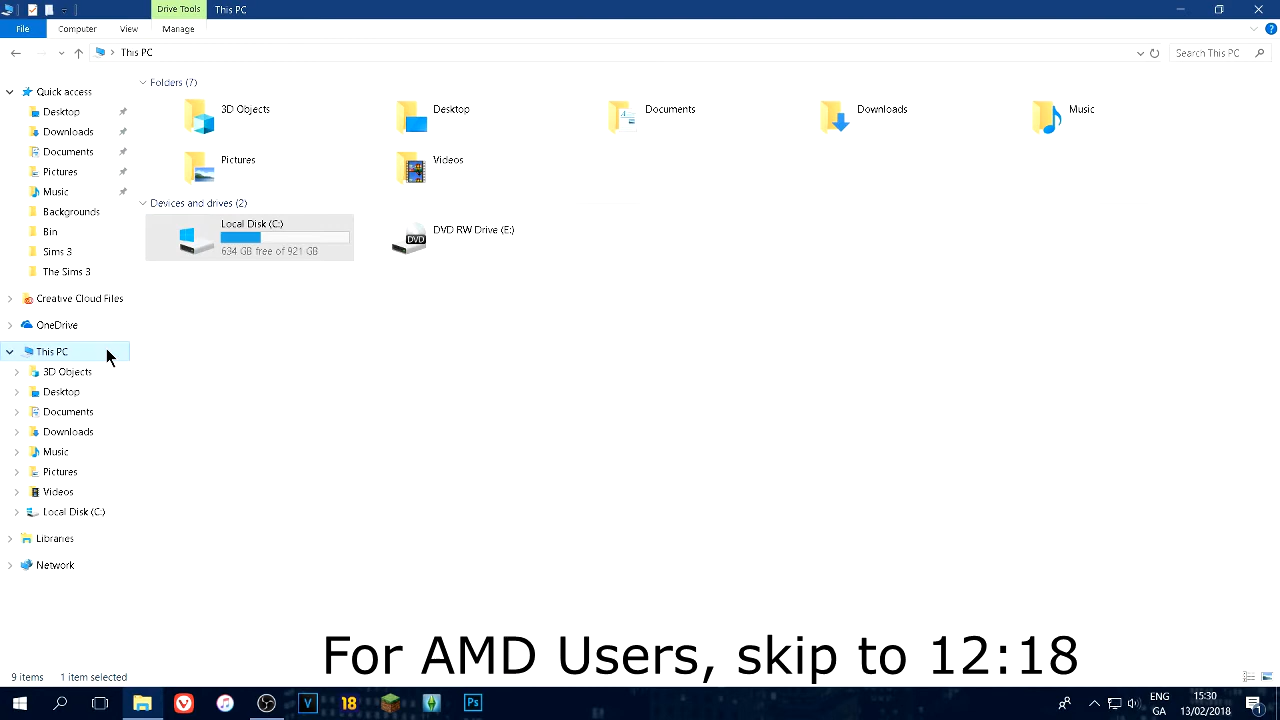 Drive Tools This PC
File Computer View Manage
This PC Search This PC
Quick access
Desktop
Downloads
Documents
Pictures
Music
Backgrounds
Bin
Sims 3
The Sims 3
Creative Cloud Files
OneDrive
This PC
3D Objects
Desktop
Documents
Downloads
Music
Pictures
Videos
Local Disk (C:)
Libraries
Network
Folders (7)
3D Objects Desktop Documents Downloads Music
Pictures Videos
Devices and drives (2)
Local Disk (C:)
634 GB free of 921 GB
DVD RW Drive (E:)
DVD
For AMD Users, skip to 12:18
9 items 1 item selected
V 18 Ps
ENG
GA
15:30
13/02/2018
1